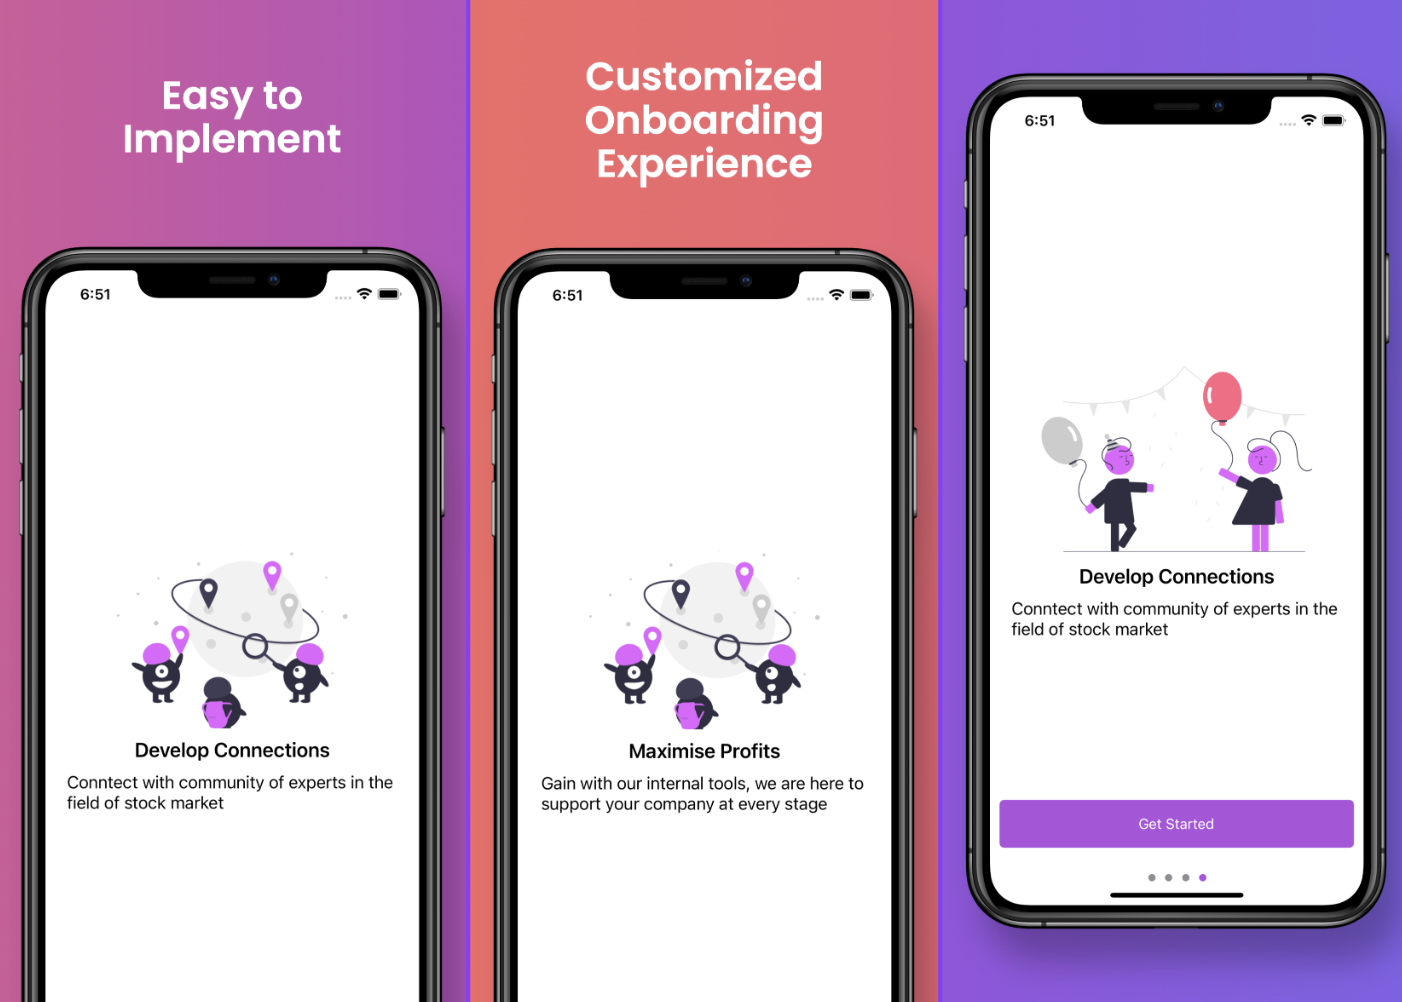 Easy to
Implement
6:51
Develop Connections
Conntect with community of experts in the
field of stock market
Customized
Onboarding
Experience
6:51
Maximise Profits
Gain with our internal tools, we are here to
support your company at every stage
6:51
Develop Connections
Conntect with community of experts in the
field of stock market
Get Started